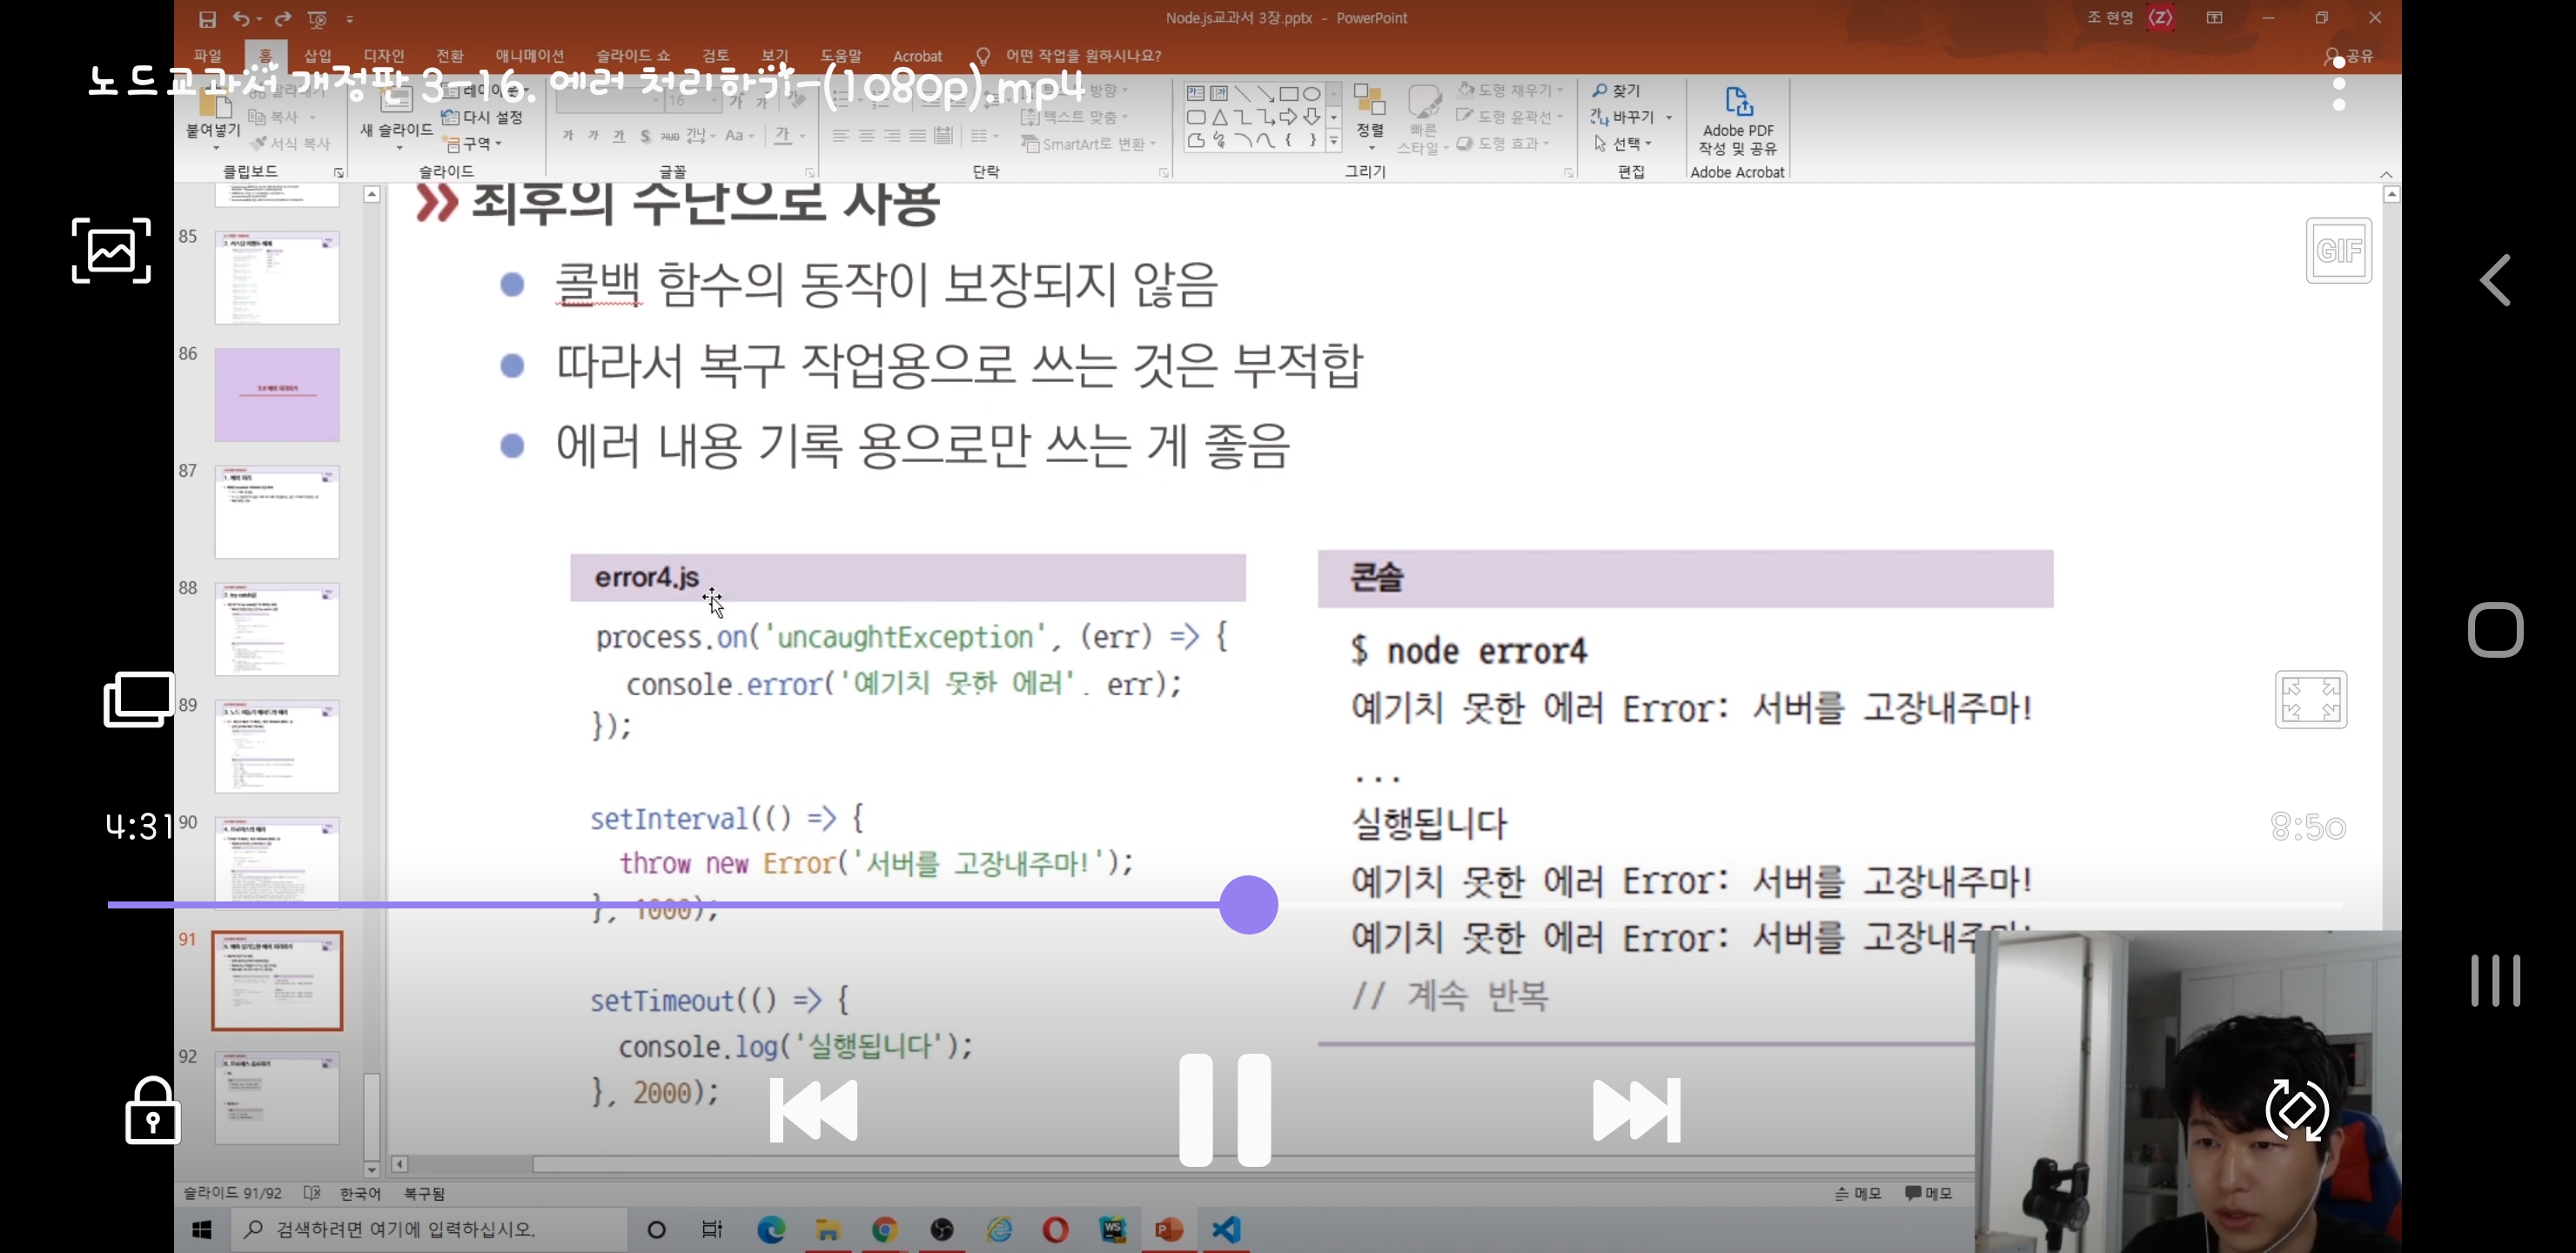 Node.js교과서 3장.pptx - PowerPoint
조 현영
파일 홈 삽입 디자인 전환 애니메이션 슬라이드 쇼 검토 보기 도움말 Acrobat 어떤 작업을 원하시나요? 공유
노드교과서 개정판 3-16. 에러 처리하기-(1080p).mp4
붙여넣기
복사
서식 복사
클립보드
새 슬라이드
다시 설정
구역
슬라이드
16
글꼴
텍스트 맞춤
SmartArt로 변환
단락
정렬
빠른 스타일
도형 채우기
도형 윤곽선
도형 효과
그리기
찾기
바꾸기
선택
편집
Adobe PDF
작성 및 공유
Adobe Acrobat
85
86
87
88
89
90
91
92
최후의 수단으로 사용
콜백 함수의 동작이 보장되지 않음
따라서 복구 작업용으로 쓰는 것은 부적합
에러 내용 기록 용으로만 쓰는 게 좋음
error4.js
process.on('uncaughtException', (err) => {
console.error('예기치 못한 에러', err);
});
setInterval(() => {
throw new Error('서버를 고장내주마!');
}, 1000);
setTimeout(() => {
console.log('실행됩니다');
}, 2000);
콘솔
$ node error4
예기치 못한 에러 Error: 서버를 고장내주마!
...
실행됩니다
예기치 못한 에러 Error: 서버를 고장내주마!
예기치 못한 에러 Error: 서버를 고장내주마!
// 계속 반복
GIF
4:31
8:50
슬라이드 91/92 한국어 복구됨
메모 메모
검색하려면 여기에 입력하십시오.